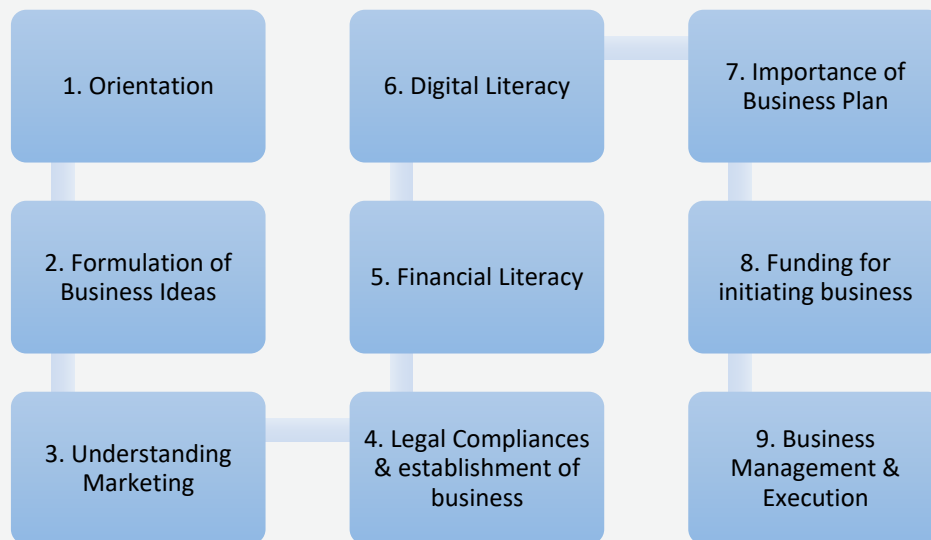 1. Orientation
2. Formulation of
Business Ideas
3. Understanding
Marketing
4. Legal Compliances
& establishment of
business
5. Financial Literacy
6. Digital Literacy
7. Importance of
Business Plan
8. Funding for
initiating business
9. Business
Management &
Execution